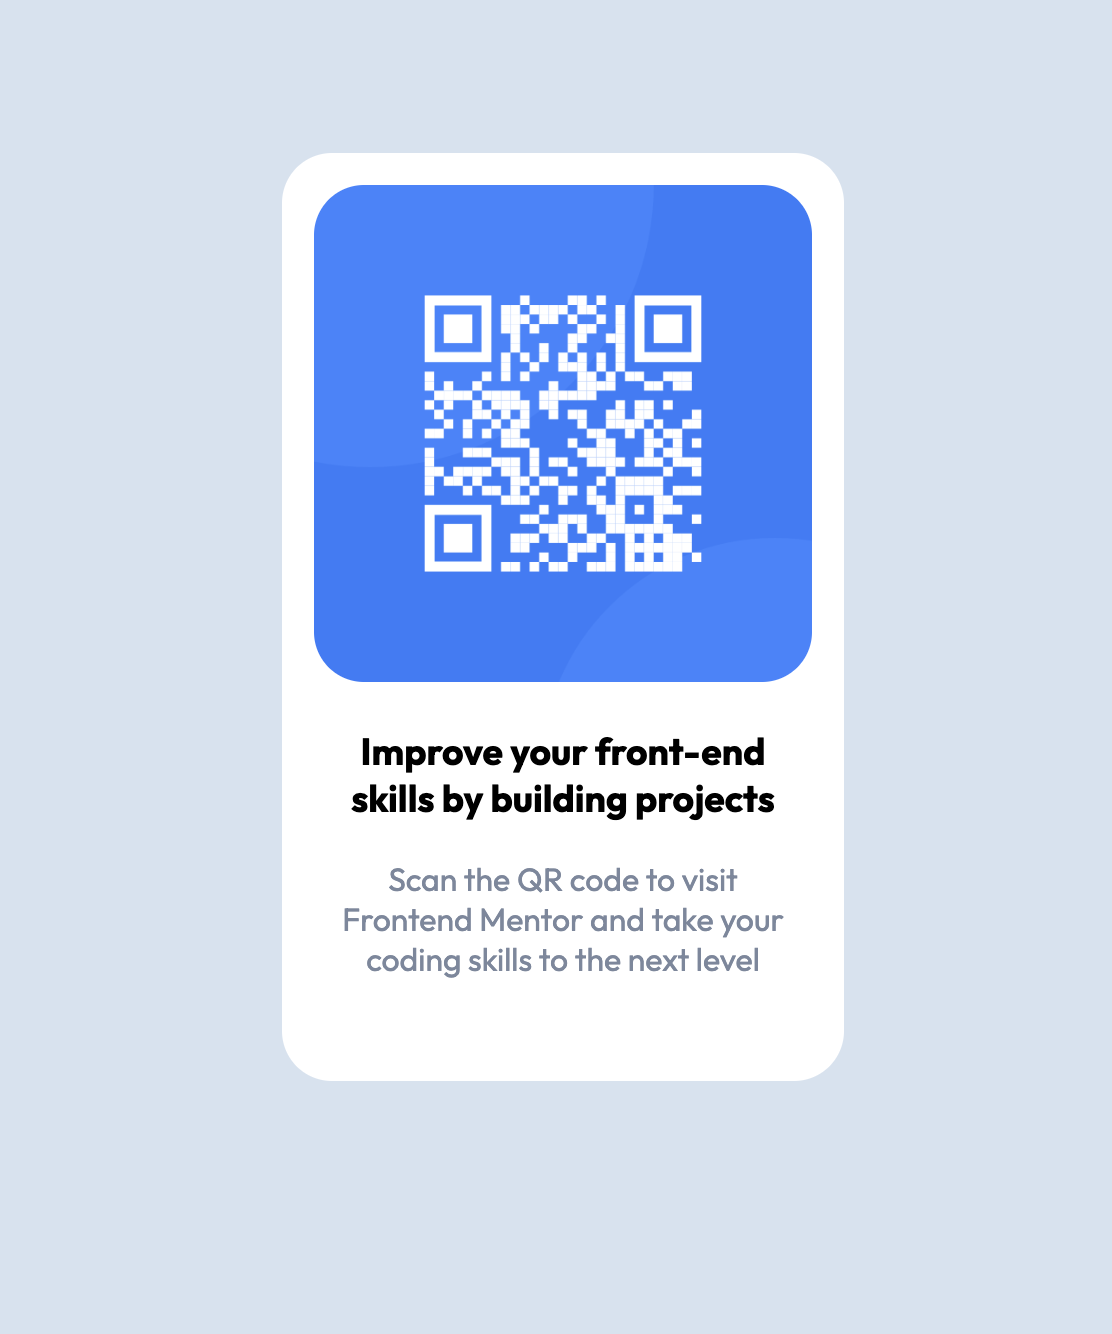 Improve your front-end
skills by building projects
Scan the QR code to visit
Frontend Mentor and take your
coding skills to the next level